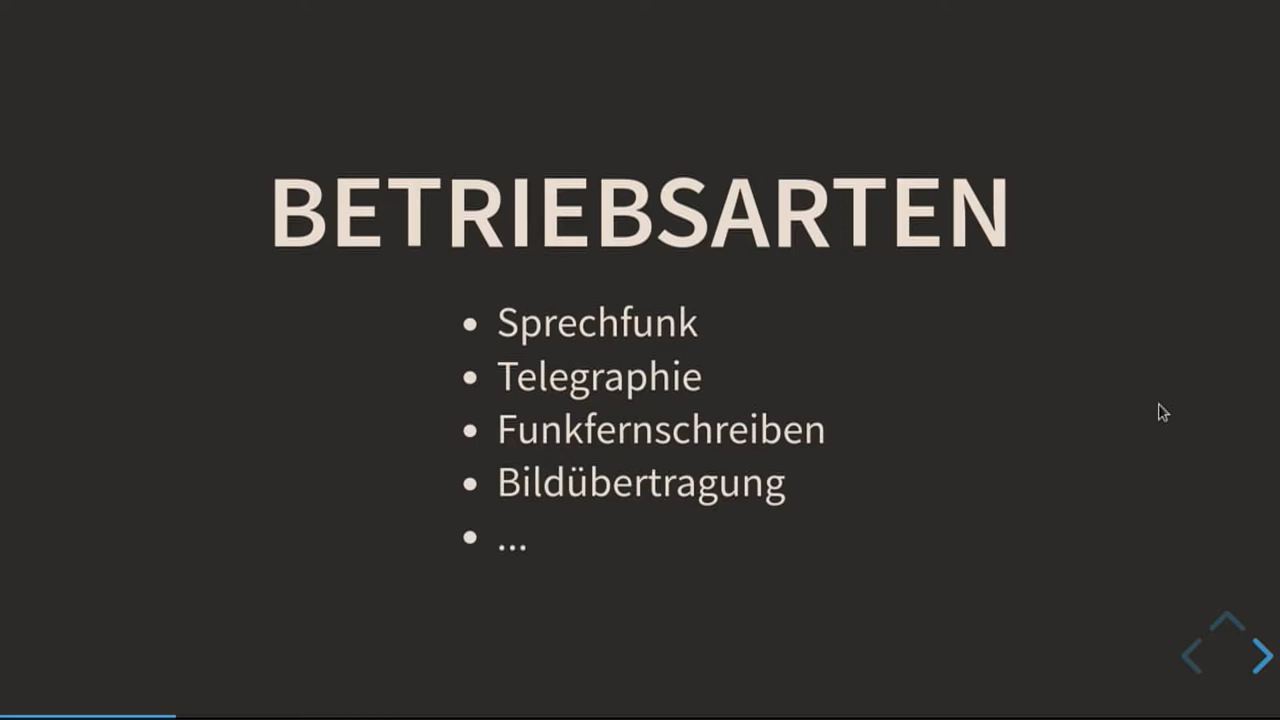 BETRIEBSARTEN
• Sprechfunk
• Telegraphie
• Funkfernschreiben
• Bildübertragung
• ...